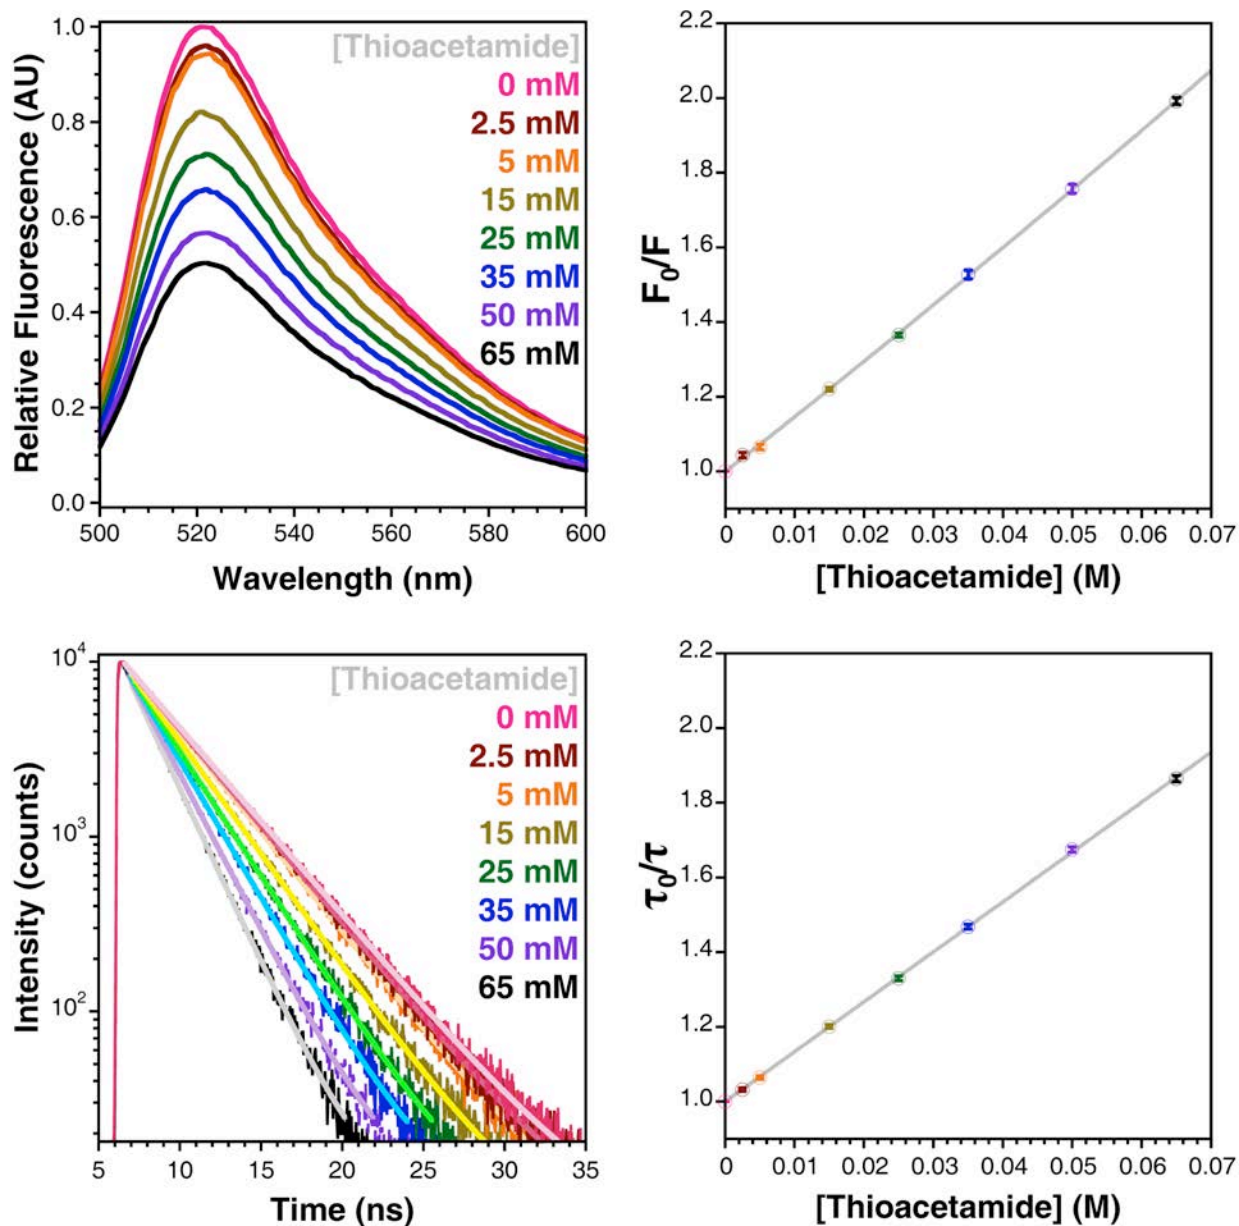 Relative Fluorescence (AU)
1.0
0.8
0.6
0.4
0.2
0.0
[Thioacetamide]
0 mM
2.5 mM
5 mM
15 mM
25 mM
35 mM
50 mM
65 mM
500 520 540 560 580 600
Wavelength (nm)
F₀/F
2.2
2.0
1.8
1.6
1.4
1.2
1.0
0 0.01 0.02 0.03 0.04 0.05 0.06 0.07
[Thioacetamide] (M)
Intensity (counts)
10⁴
10³
10²
[Thioacetamide]
0 mM
2.5 mM
5 mM
15 mM
25 mM
35 mM
50 mM
65 mM
5 10 15 20 25 30 35
Time (ns)
τ₀/τ
2.2
2.0
1.8
1.6
1.4
1.2
1.0
0 0.01 0.02 0.03 0.04 0.05 0.06 0.07
[Thioacetamide] (M)